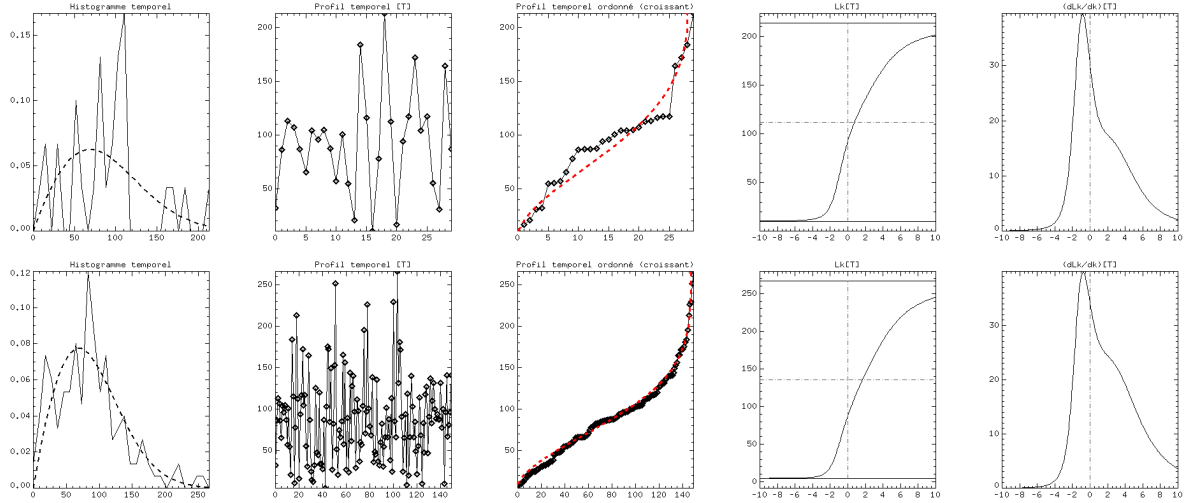 Histogramme temporel
Profil temporel [T]
Profil temporel ordonné (croissant)
Lk[T]
(dLk/dk)[T]
0.15
0.10
0.05
0.00
0 50 100 150 200
200
150
100
50
0 5 10 15 20 25
200
150
100
50
0 5 10 15 20 25
200
150
100
50
0
-10 -8 -6 -4 -2 0 2 4 6 8 10
30
20
10
0
-10 -8 -6 -4 -2 0 2 4 6 8 10
Histogramme temporel
Profil temporel [T]
Profil temporel ordonné (croissant)
Lk[T]
(dLk/dk)[T]
0.12
0.10
0.08
0.06
0.04
0.02
0.00
0 50 100 150 200 250
250
200
150
100
50
0 20 40 60 80 100 120 140
250
200
150
100
50
0 20 40 60 80 100 120 140
250
200
150
100
50
0
-10 -8 -6 -4 -2 0 2 4 6 8 10
30
20
10
0
-10 -8 -6 -4 -2 0 2 4 6 8 10